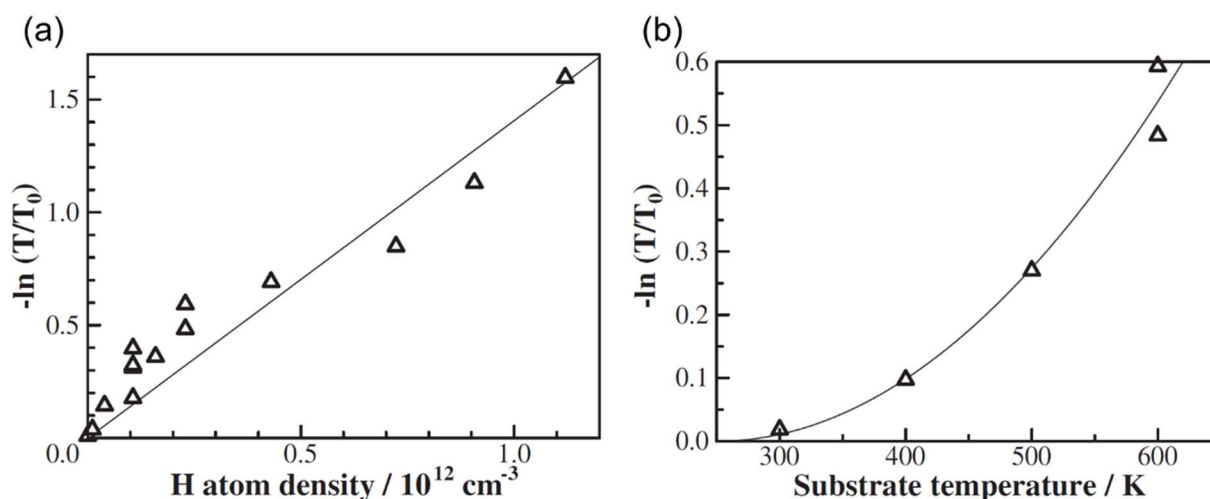 (a)
-ln (T/T₀)
1.5
1.0
0.5
0.0
0.5
1.0
H atom density / 10¹² cm⁻³
(b)
-ln (T/T₀)
0.6
0.5
0.4
0.3
0.2
0.1
0.0
300
400
500
600
Substrate temperature / K